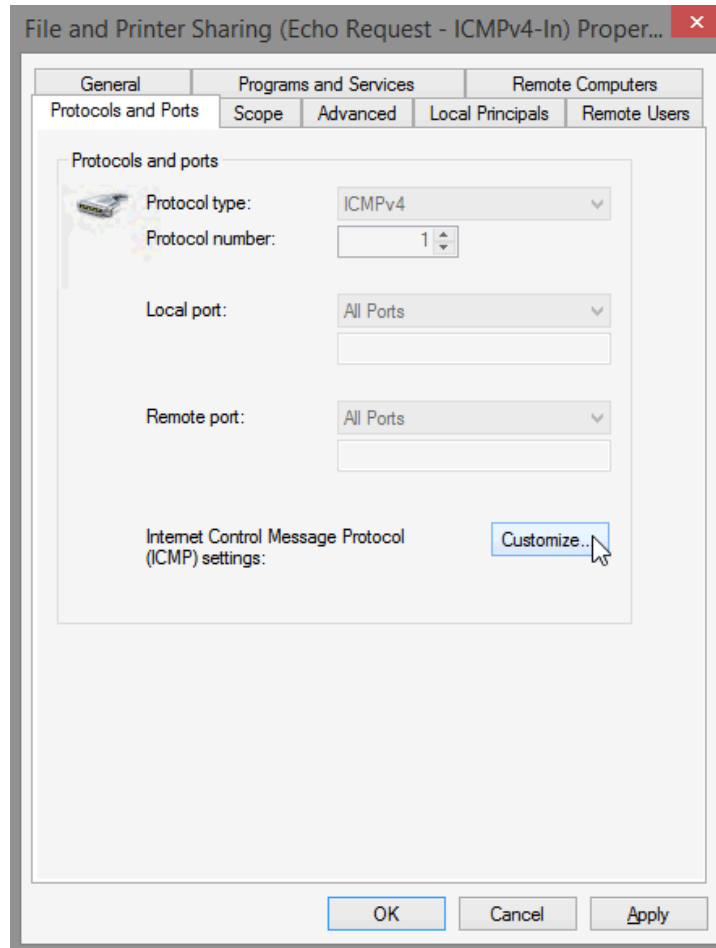 File and Printer Sharing (Echo Request - ICMPv4-In) Proper...
General
Programs and Services
Remote Computers
Protocols and Ports
Scope
Advanced
Local Principals
Remote Users
Protocols and ports
Protocol type:
ICMPv4
Protocol number:
1
Local port:
All Ports
Remote port:
All Ports
Internet Control Message Protocol
(ICMP) settings:
Customize...
OK
Cancel
Apply